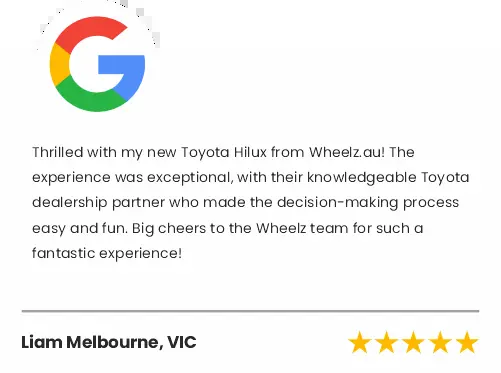 Thrilled with my new Toyota Hilux from Wheelz.au! The
experience was exceptional, with their knowledgeable Toyota
dealership partner who made the decision-making process
easy and fun. Big cheers to the Wheelz team for such a
fantastic experience!
Liam Melbourne, VIC